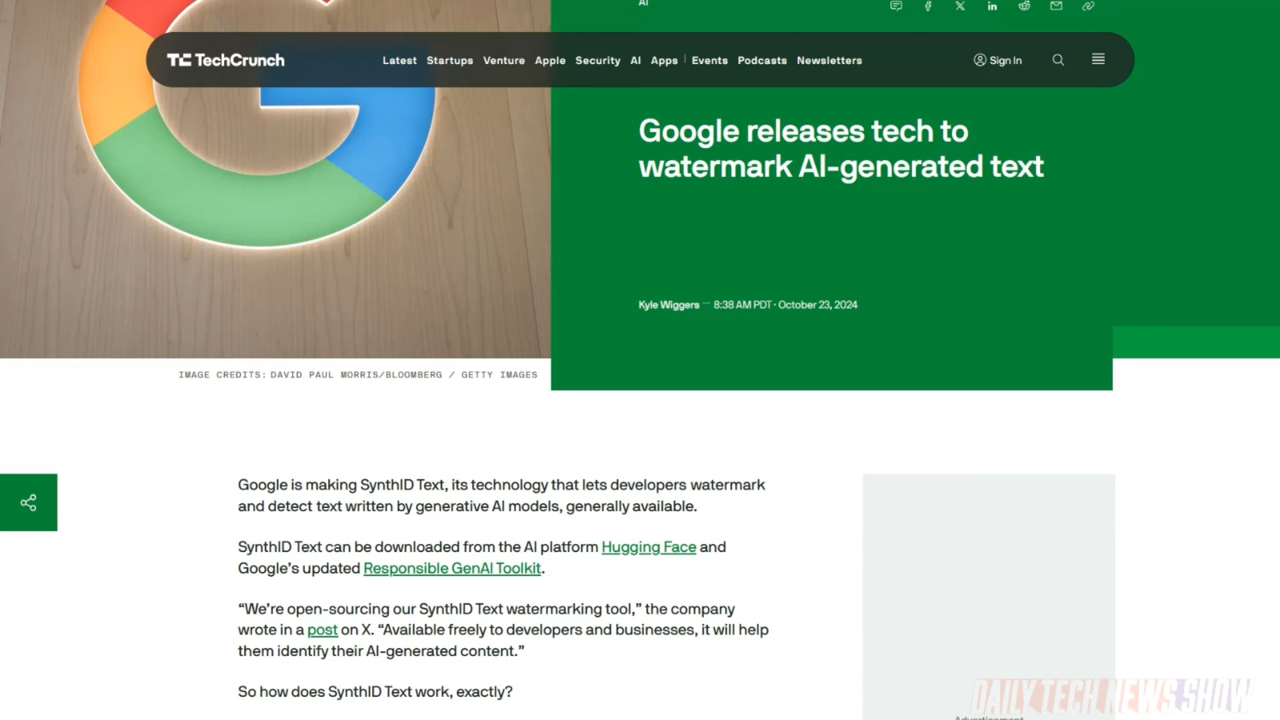 AI
TechCrunch
Latest Startups Venture Apple Security AI Apps Events Podcasts Newsletters
Sign In
Google releases tech to
watermark AI-generated text
Kyle Wiggers — 8:38 AM PDT · October 23, 2024
IMAGE CREDITS: DAVID PAUL MORRIS/BLOOMBERG / GETTY IMAGES
Google is making SynthID Text, its technology that lets developers watermark
and detect text written by generative AI models, generally available.
SynthID Text can be downloaded from the AI platform Hugging Face and
Google’s updated Responsible GenAI Toolkit.
“We’re open-sourcing our SynthID Text watermarking tool,” the company
wrote in a post on X. “Available freely to developers and businesses, it will help
them identify their AI-generated content.”
So how does SynthID Text work, exactly?
Advertisement
DAILY TECH NEWS SHOW